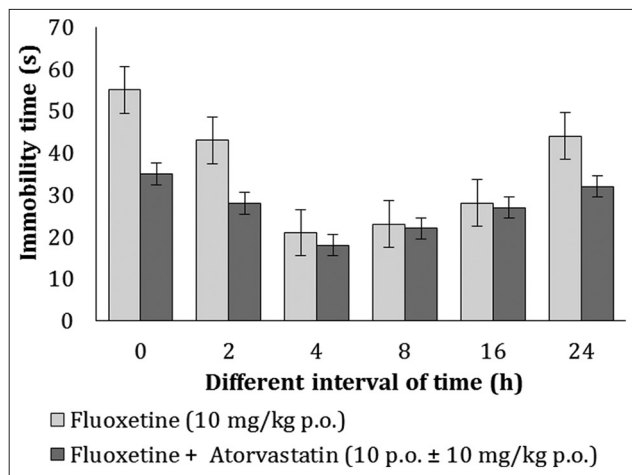 Immobility time (s)
70
60
50
40
30
20
10
0
0 2 4 8 16 24
Different interval of time (h)
Fluoxetine (10 mg/kg p.o.)
Fluoxetine + Atorvastatin (10 p.o. ± 10 mg/kg p.o.)